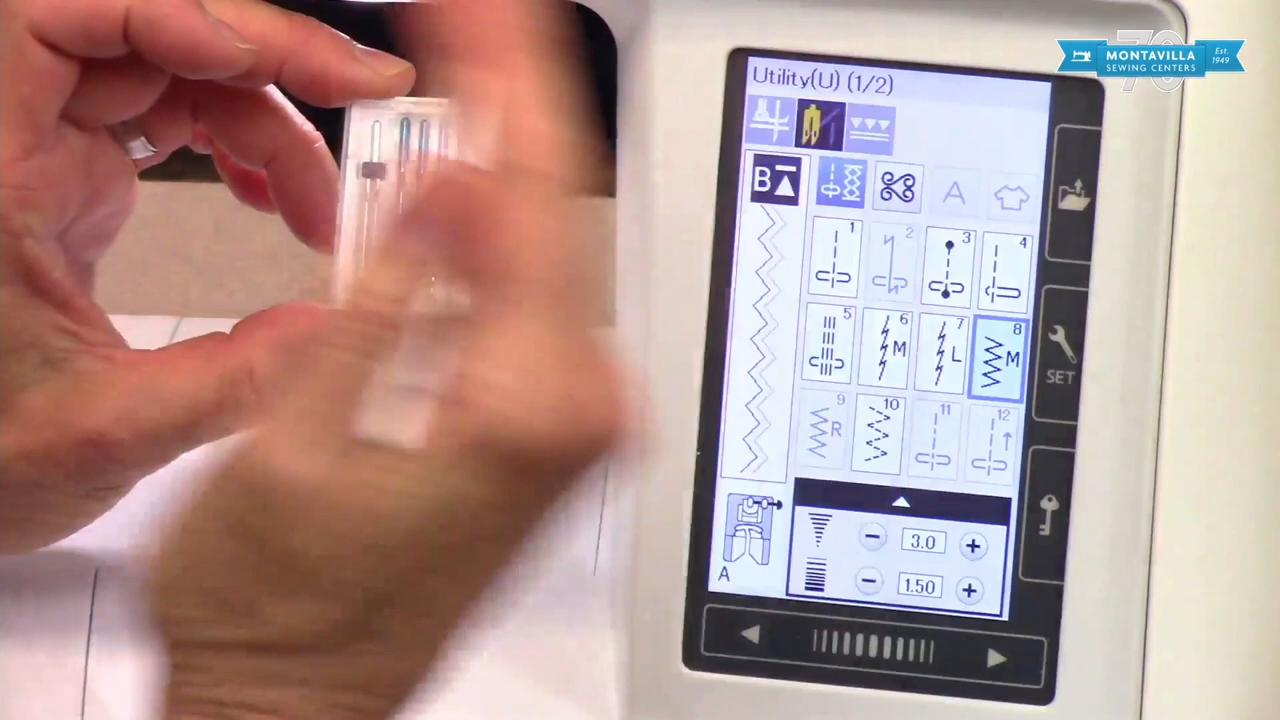 70
MONTAVILLA
SEWING CENTERS
Est.
1949
Utility(U) (1/2)
B
A
1
2
3
4
5
6
M
7
L
8
M
9
R
10
11
12
SET
3.0
1.50
A